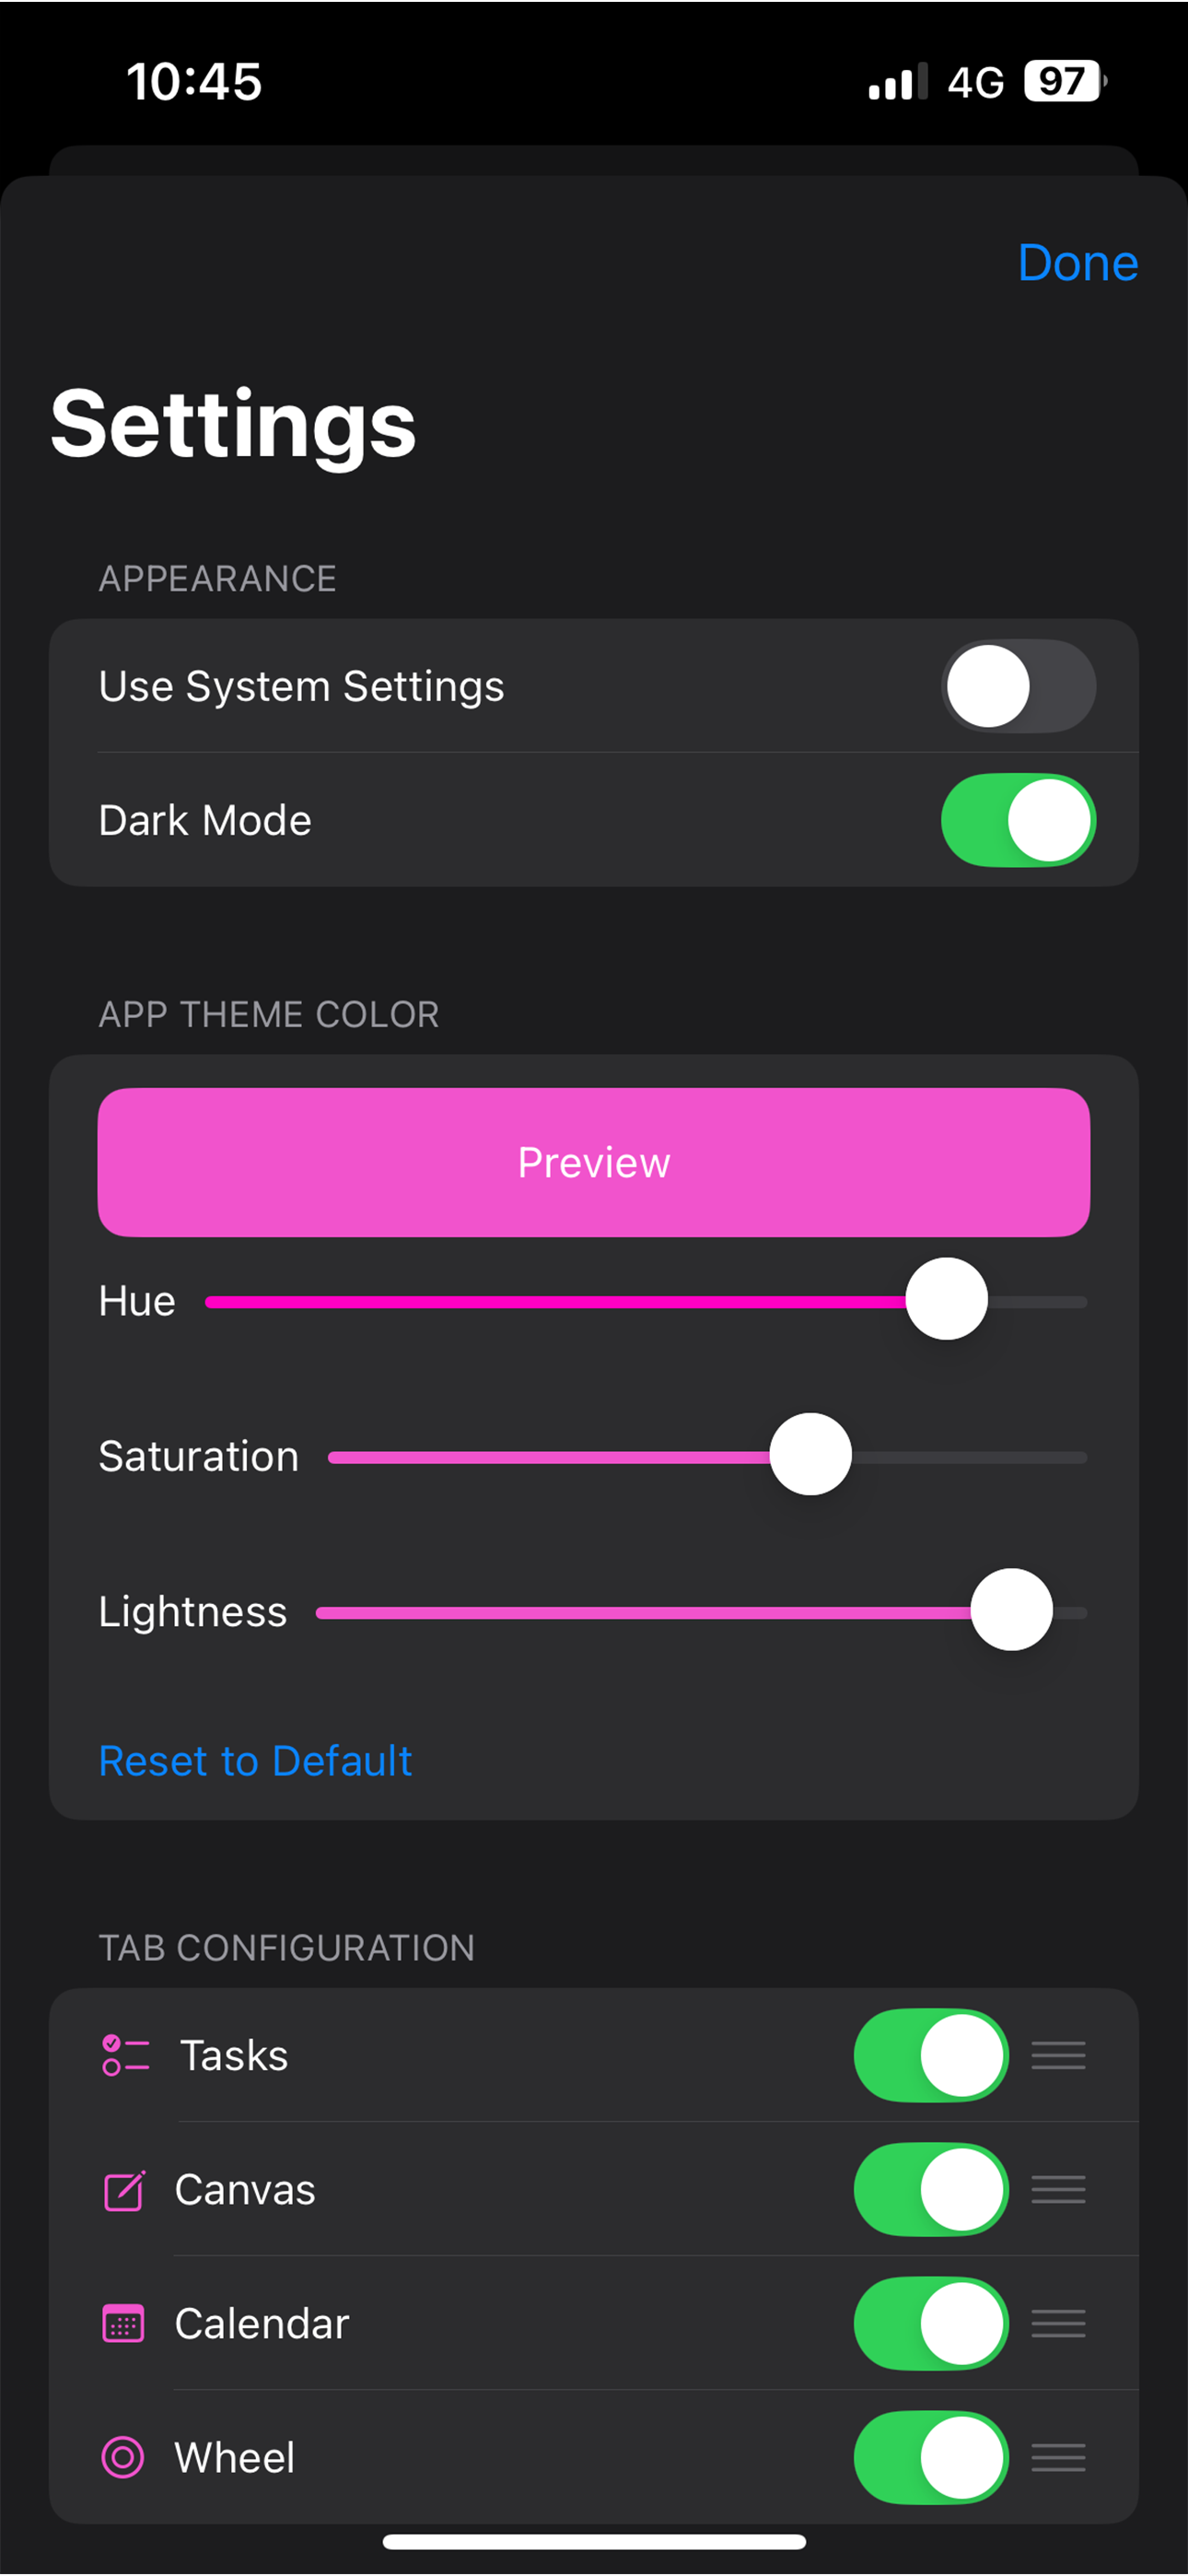 10:45 4G 97
Done
Settings
APPEARANCE
Use System Settings
Dark Mode
APP THEME COLOR
Preview
Hue
Saturation
Lightness
Reset to Default
TAB CONFIGURATION
Tasks
Canvas
Calendar
Wheel